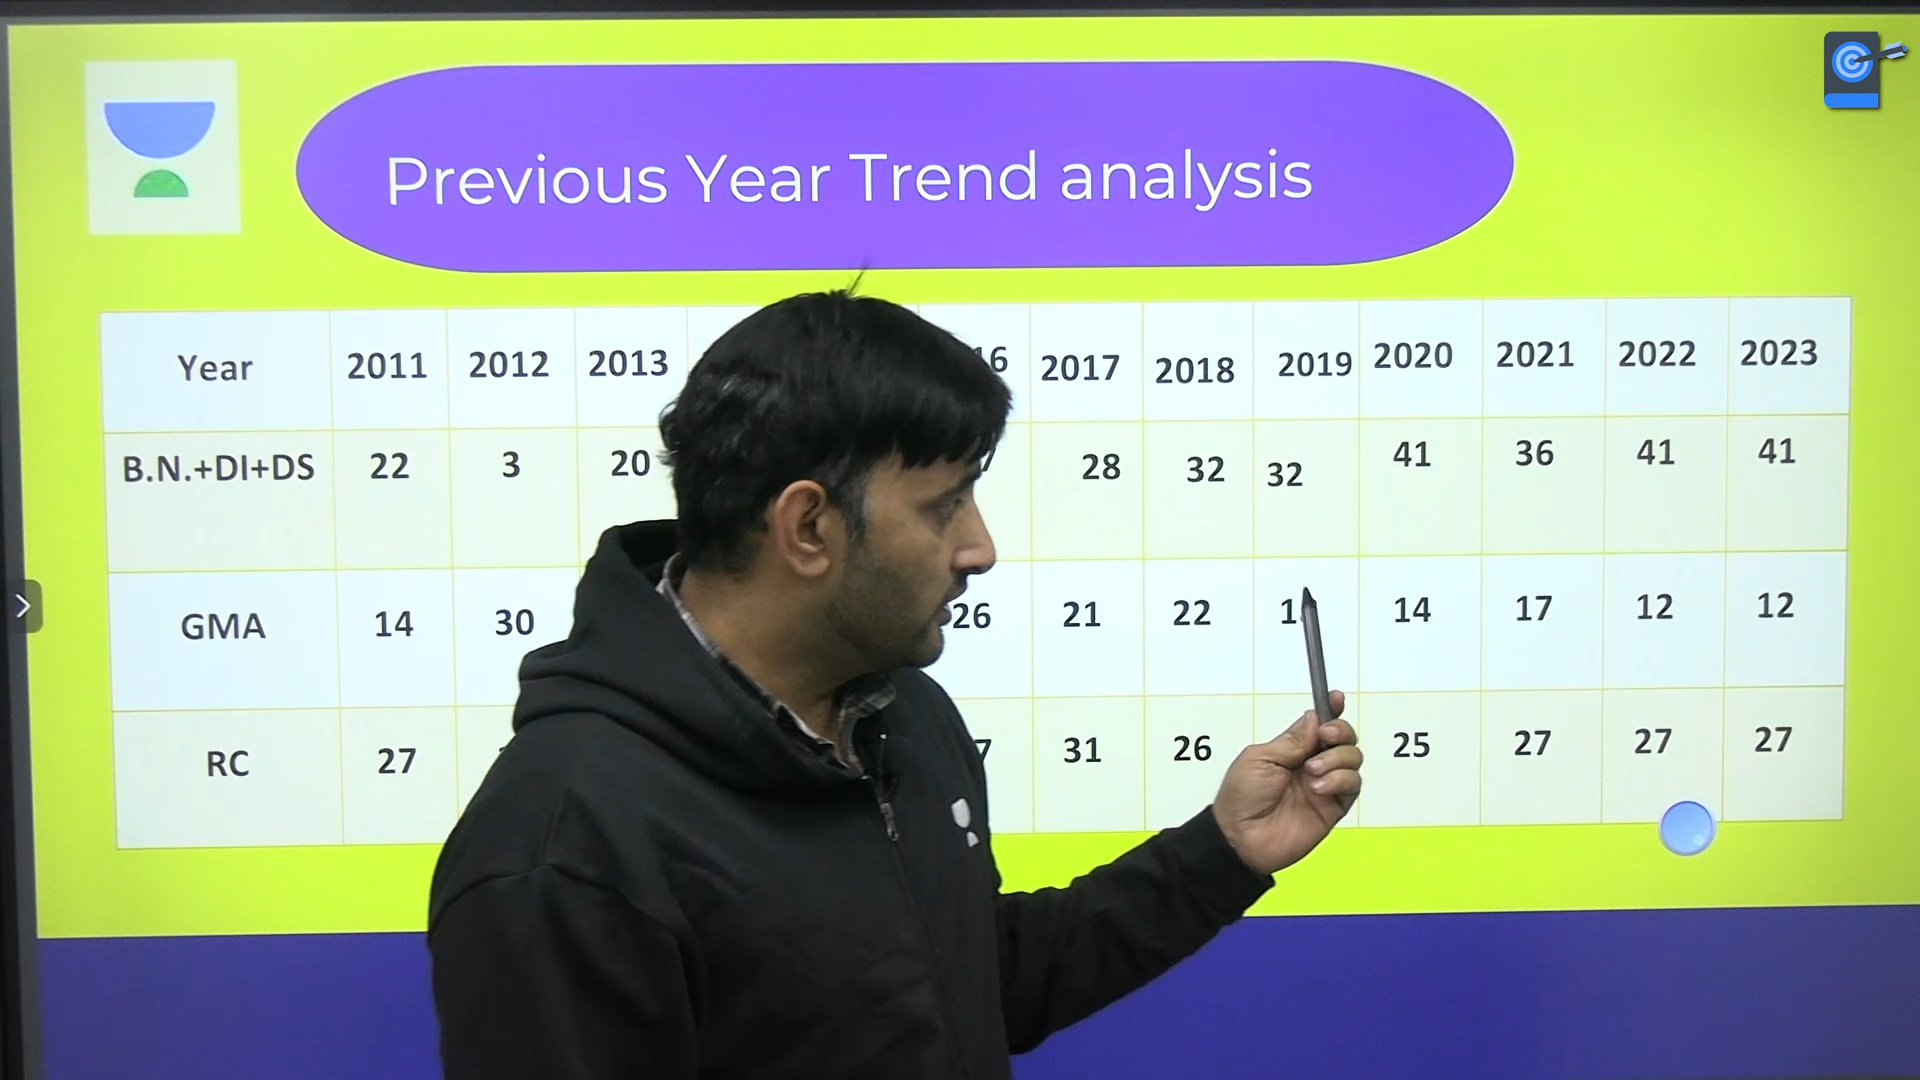 Previous Year Trend analysis
Year 2011 2012 2013 2017 2018 2019 2020 2021 2022 2023
B.N.+DI+DS 22 3 20 28 32 32 41 36 41 41
GMA 14 30 26 21 22 14 17 12 12
RC 27 31 26 25 27 27 27